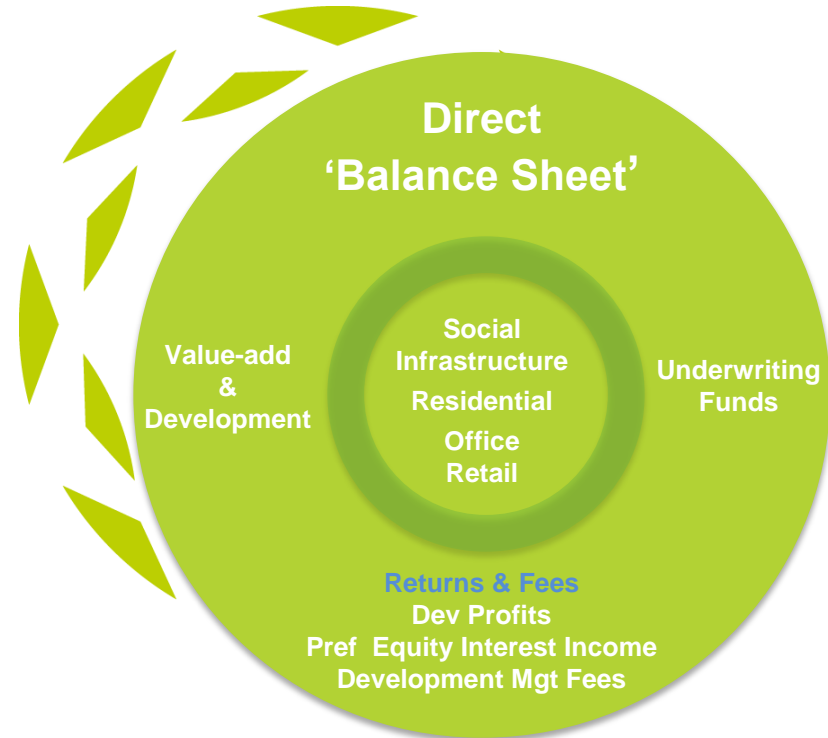 Direct
‘Balance Sheet’
Value-add
&
Development
Social
Infrastructure
Residential
Office
Retail
Underwriting
Funds
Returns & Fees
Dev Profits
Pref Equity Interest Income
Development Mgt Fees